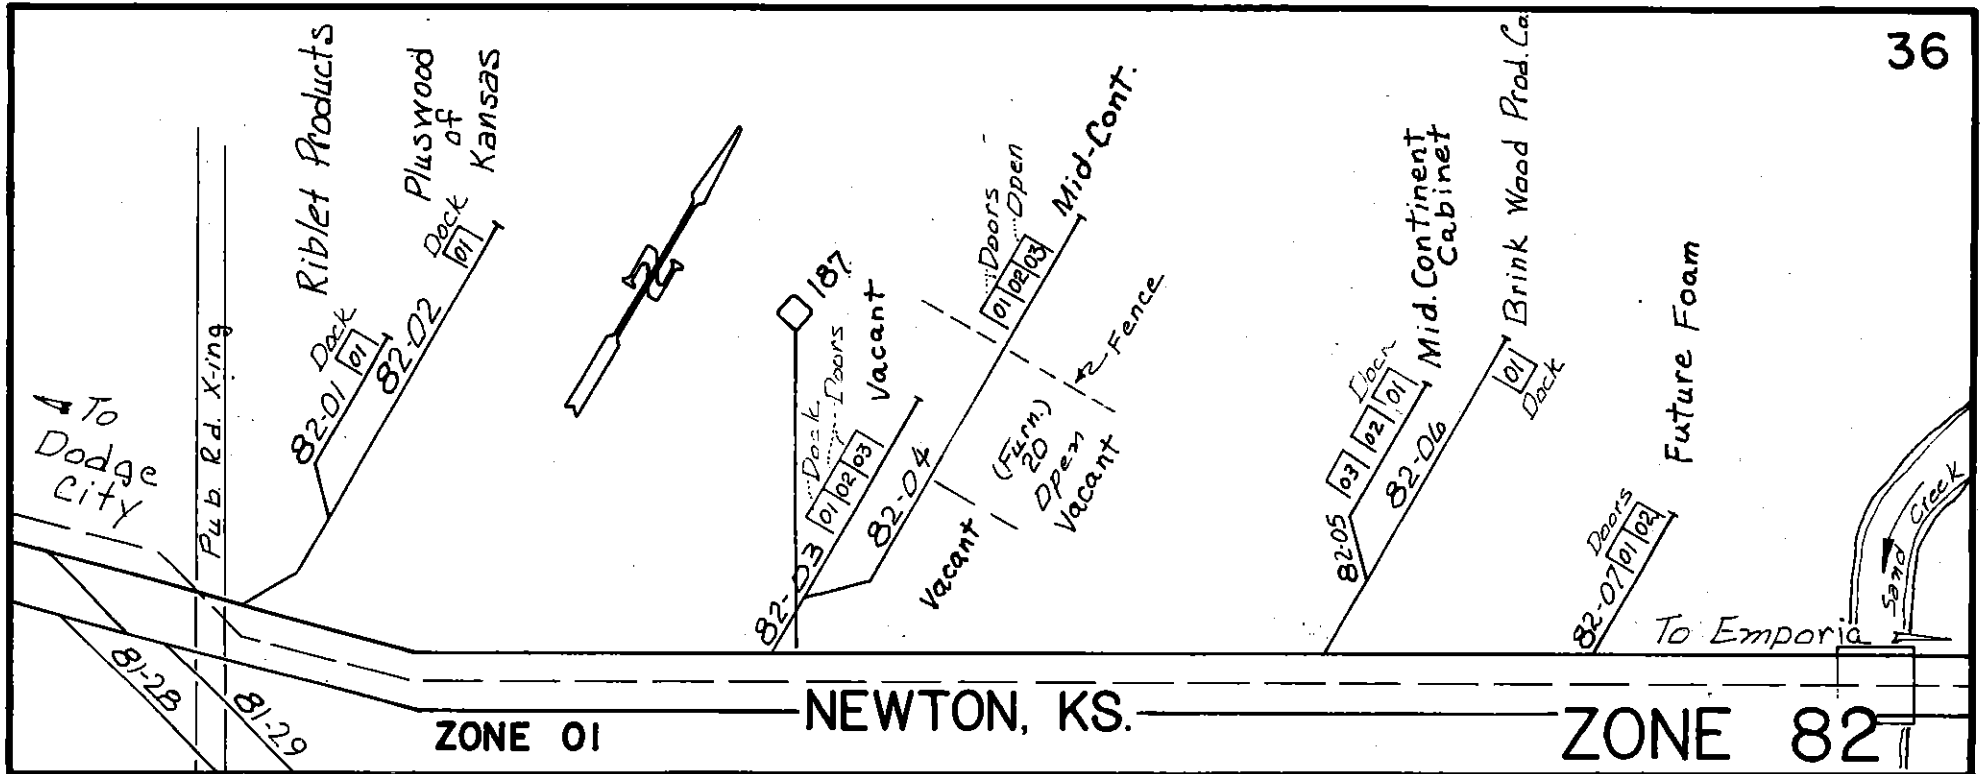 36
Riblet Products
Pluswood
of
Kansas
Dock
01
82-02
Dock
01
82-01
To
Dodge
City
Pub. Rd. X-ing
81-28
81-29
N
187
Vacant
Dock
Doors
01 02 03
82-03
82-04
Doors
Open
01 02 03
Mid-Cont.
Fence
(Furn.)
20
Open
Vacant
Vacant
Mid. Continent
Cabinet
Dock
03 02 01
82-05
82-06
Brink Wood Prod. Co.
01
Dock
Future Foam
Doors
01 02
82-07
Sand Creek
To Emporia
ZONE 01
NEWTON, KS.
ZONE 82